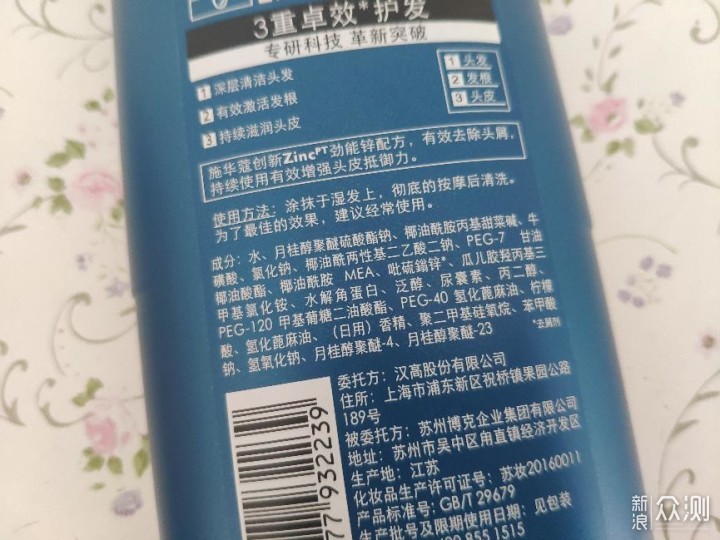 3重卓效*护发
专研科技 革新突破
1 深层清洁头发
2 有效激活发根
3 持续滋润头皮
1 头发
2 发根
3 头皮
施华蔻创新ZincPT劲能锌配方，有效去除头屑，
持续使用有效增强头皮抵御力。
使用方法：涂抹于湿发上，彻底的按摩后清洗。
为了最佳的效果，建议经常使用。
成分：水、月桂醇聚醚硫酸酯钠、椰油酰胺丙基甜菜碱、牛
磺酸、氯化钠、椰油酰两性基二乙酸二钠、PEG-7 甘油
椰油酸酯、椰油酰胺 MEA、吡硫鎓锌*、瓜儿胶羟丙基三
甲基氯化铵、水解角蛋白、泛醇、尿囊素、丙二醇、
PEG-120 甲基葡糖二油酸酯、PEG-40 氢化蓖麻油、柠檬
酸、氢化蓖麻油、（日用）香精、聚二甲基硅氧烷、苯甲酸
钠、氢氧化钠、月桂醇聚醚-4、月桂醇聚醚-23
*去屑剂
委托方：汉高股份有限公司
住所：上海市浦东新区祝桥镇果园公路
189号
被委托方：苏州博克企业集团有限公司
地址：苏州市吴中区甪直镇经济开发区
生产地：江苏
化妆品生产许可证号：苏妆20160011
产品标准号：GB/T 29679
生产批号及限期使用日期：见包装
855 1515
77932239
新浪众测